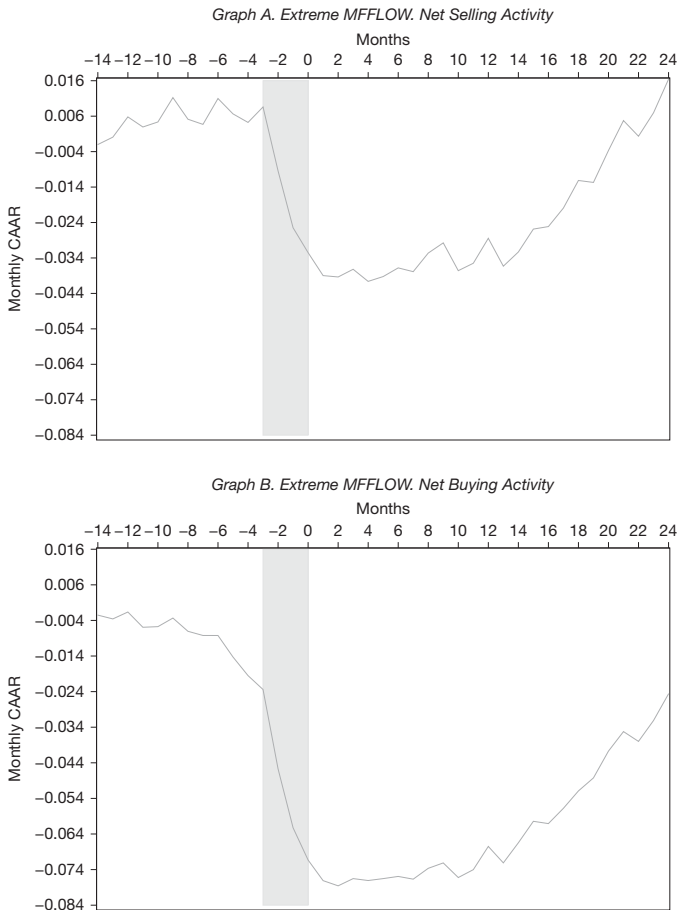 Graph A. Extreme MFFLOW. Net Selling Activity
Months
−14 −12 −10 −8 −6 −4 −2 0 2 4 6 8 10 12 14 16 18 20 22 24
0.016
0.006
−0.004
−0.014
−0.024
−0.034
−0.044
−0.054
−0.064
−0.074
−0.084
Monthly CAAR
Graph B. Extreme MFFLOW. Net Buying Activity
Months
−14 −12 −10 −8 −6 −4 −2 0 2 4 6 8 10 12 14 16 18 20 22 24
0.016
0.006
−0.004
−0.014
−0.024
−0.034
−0.044
−0.054
−0.064
−0.074
−0.084
Monthly CAAR